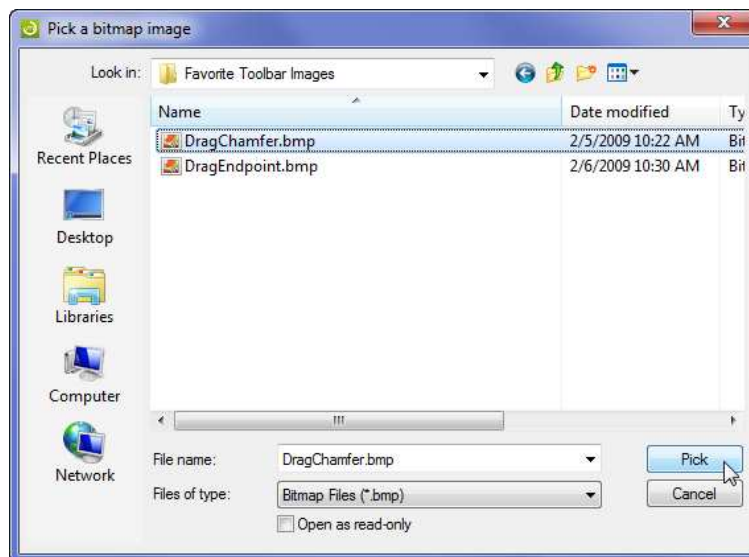 Pick a bitmap image
Look in: Favorite Toolbar Images
Name Date modified Ty
DragChamfer.bmp 2/5/2009 10:22 AM Bit
DragEndpoint.bmp 2/6/2009 10:30 AM Bit
Recent Places
Desktop
Libraries
Computer
Network
File name: DragChamfer.bmp Pick
Files of type: Bitmap Files (*.bmp) Cancel
Open as read-only